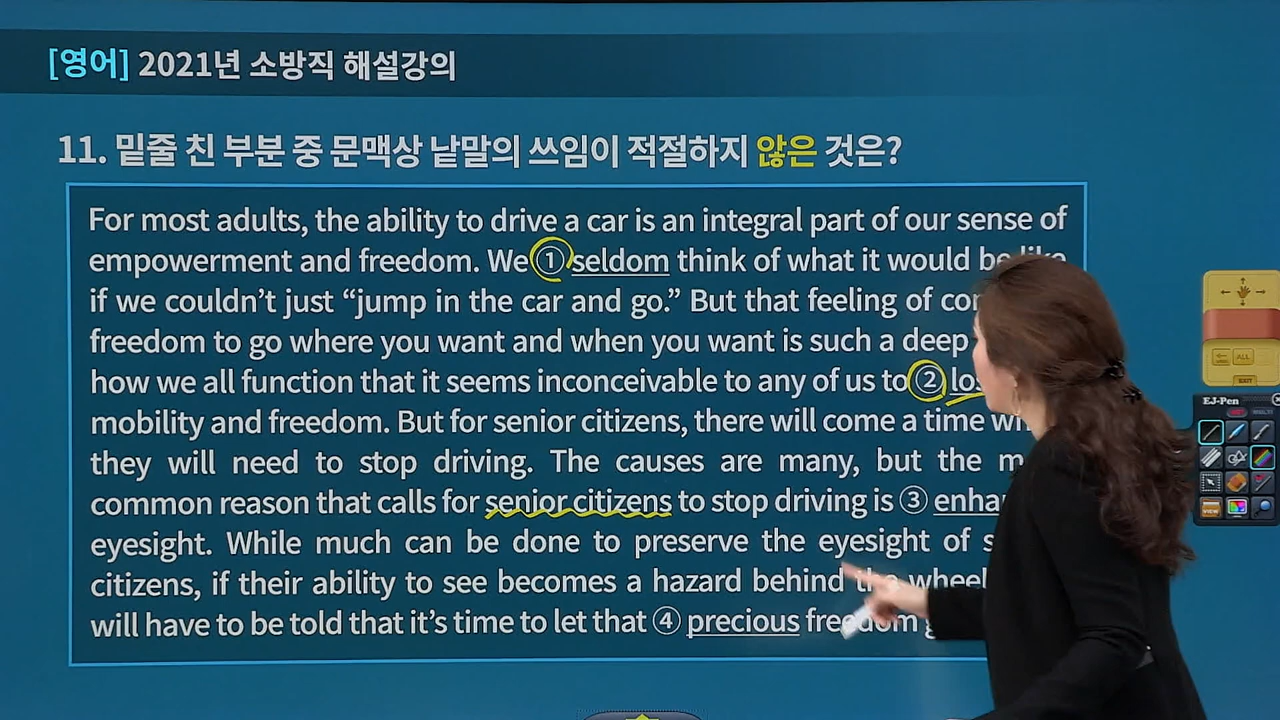 [영어] 2021년 소방직 해설강의
11. 밑줄 친 부분 중 문맥상 낱말의 쓰임이 적절하지 않은 것은?
For most adults, the ability to drive a car is an integral part of our sense of
empowerment and freedom. We ① seldom think of what it would be like
if we couldn't just “jump in the car and go.” But that feeling of
freedom to go where you want and when you want is such a deep
how we all function that it seems inconceivable to any of us to ②
mobility and freedom. But for senior citizens, there will come a time
they will need to stop driving. The causes are many, but the
common reason that calls for senior citizens to stop driving is ③
eyesight. While much can be done to preserve the eyesight of
citizens, if their ability to see becomes a hazard behind the wheel
will have to be told that it's time to let that ④ precious freedom
EJ-Pen
ALL
EXIT
VIEW